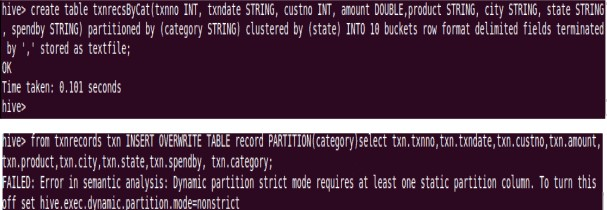 hive> create table txnrecsByCat(txnno INT, txndate STRING, custno INT, amount DOUBLE,product STRING, city STRING, state STRING
, spendby STRING) partitioned by (category STRING) clustered by (state) INTO 10 buckets row format delimited fields terminated
by ',' stored as textfile;
OK
Time taken: 0.101 seconds
hive>
hive> from txnrecords txn INSERT OVERWRITE TABLE record PARTITION(category)select txn.txnno,txn.txndate,txn.custno,txn.amount,
txn.product,txn.city,txn.state,txn.spendby, txn.category;
FAILED: Error in semantic analysis: Dynamic partition strict mode requires at least one static partition column. To turn this
off set hive.exec.dynamic.partition.mode=nonstrict